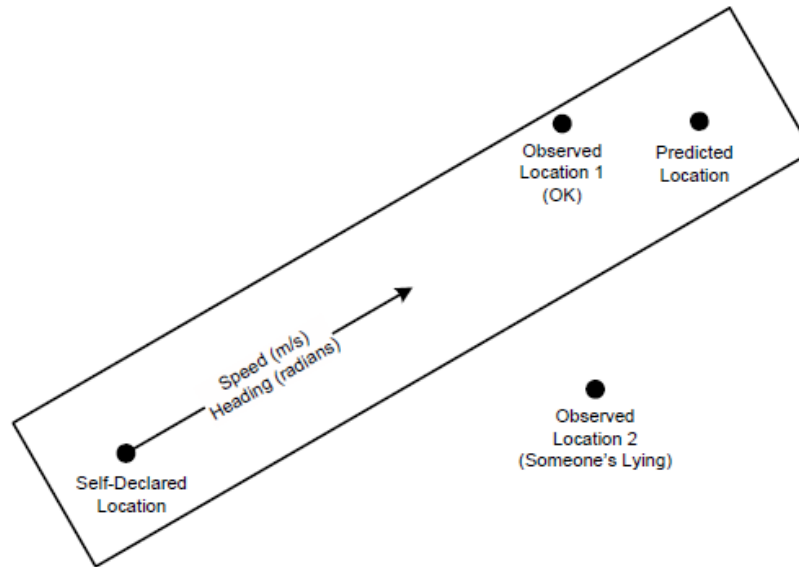 Observed
Location 1
(OK)
Predicted
Location
Speed (m/s)
Heading (radians)
Observed
Location 2
(Someone's Lying)
Self-Declared
Location